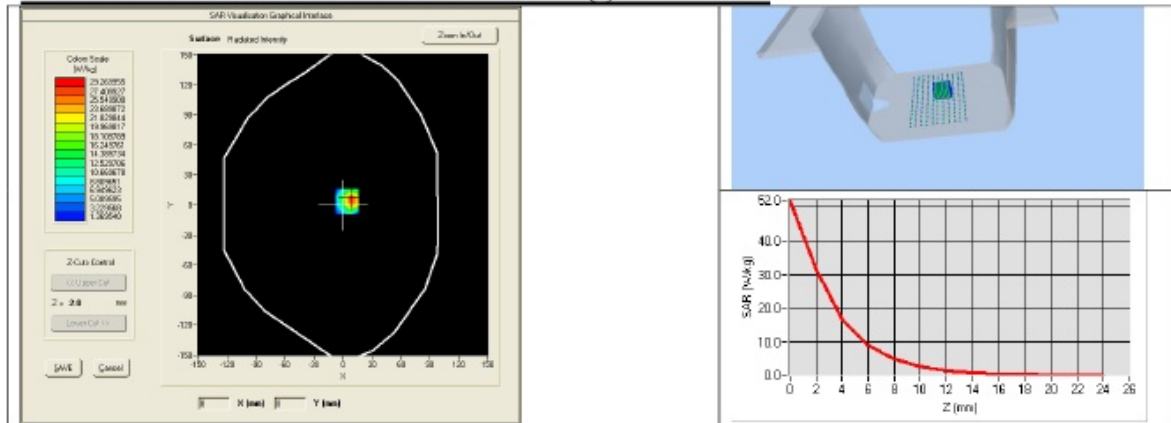 SAR Visualisation Graphical Interface
Surface Radiated Intensity
Zoom In/Out
Colors Scale
(W/kg)
150-
120-
90-
60-
30-
0-
-30-
-60-
-90-
-120-
-150-
Y
-150 -120 -90 -60 -30 0 30 60 90 120 150
X
Z-Cuts Control
<< Upper Cut
Z = 2.0 mm
Lower Cut >>
SAVE Cancel
X (mm) Y (mm)
52.0-
40.0-
30.0-
20.0-
10.0-
0.0-
SAR (W/kg)
0 2 4 6 8 10 12 14 16 18 20 22 24 26
Z (mm)